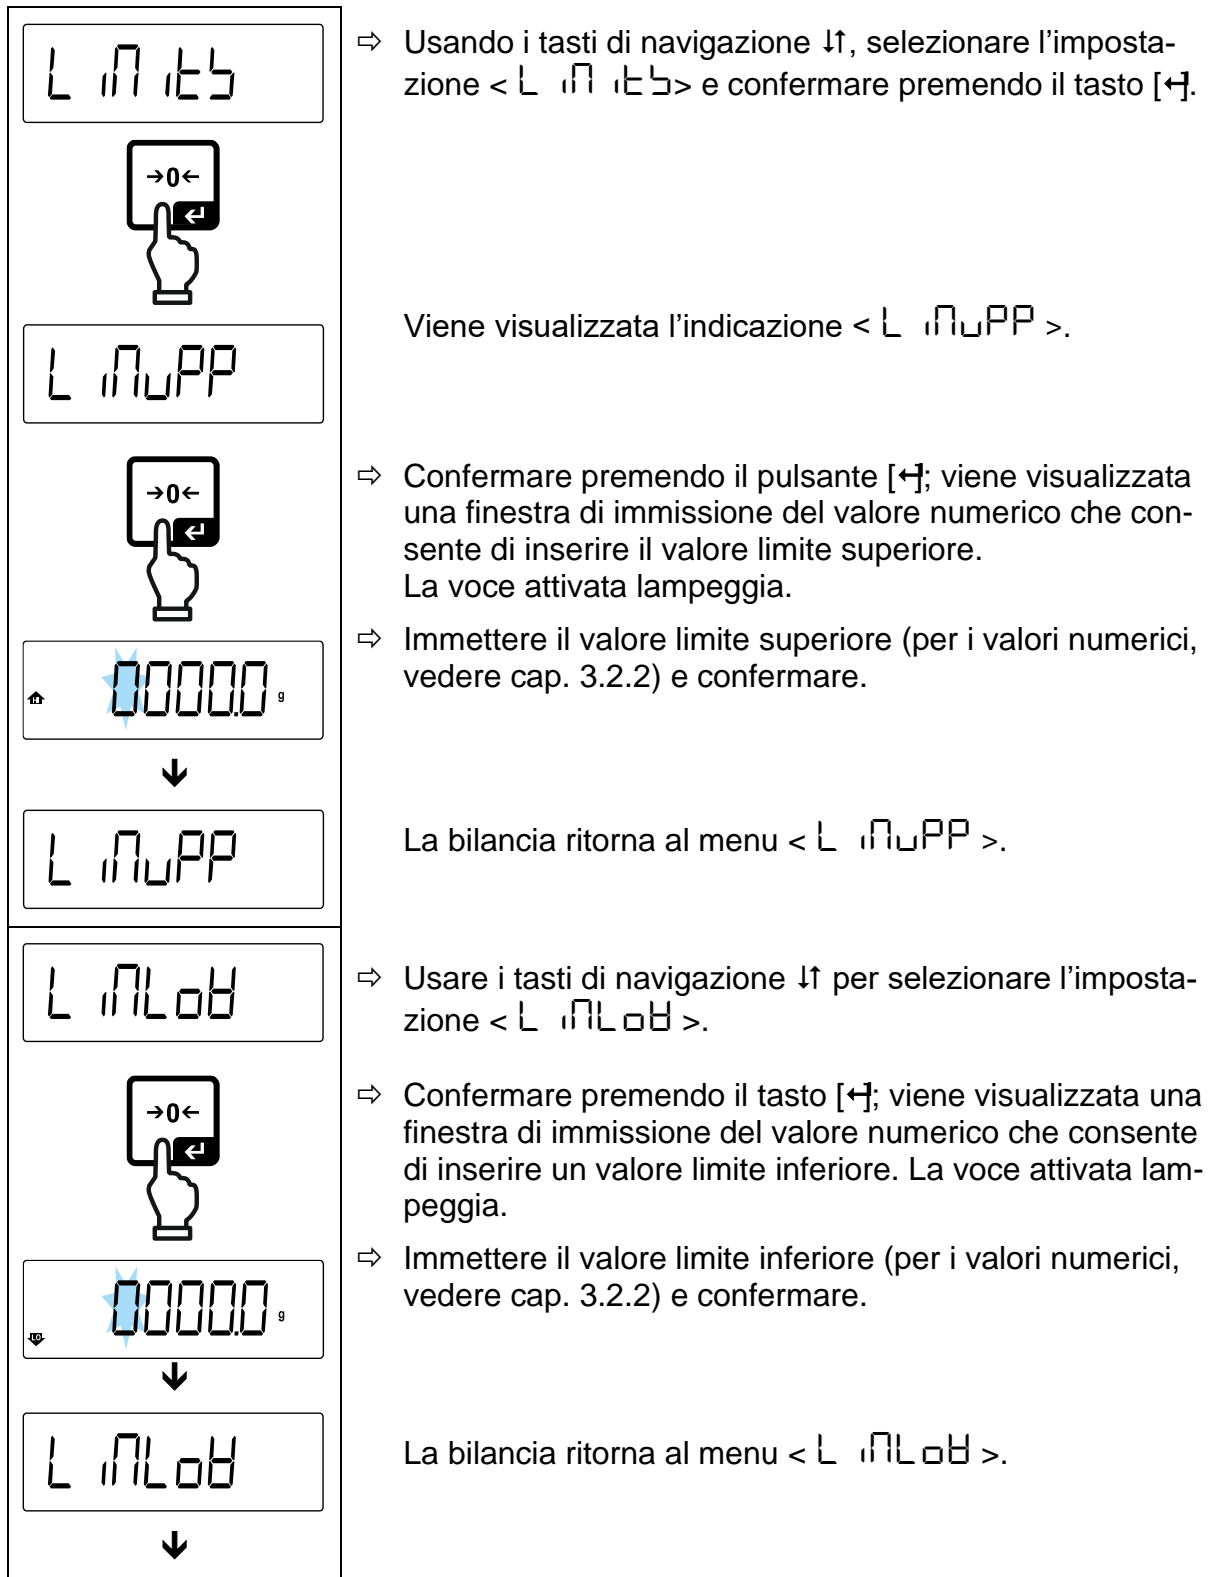 LiMits
⇨ Usando i tasti di navigazione ↓↑, selezionare l’imposta-
zione < LiMits> e confermare premendo il tasto [↵].
→0←
Viene visualizzata l’indicazione < LiMuPP >.
LiMuPP
→0←
⇨ Confermare premendo il pulsante [↵]; viene visualizzata
una finestra di immissione del valore numerico che con-
sente di inserire il valore limite superiore.
La voce attivata lampeggia.
⇨ Immettere il valore limite superiore (per i valori numerici,
vedere cap. 3.2.2) e confermare.
HI 0000.0 g
LiMuPP
La bilancia ritorna al menu < LiMuPP >.
LiMLoW
⇨ Usare i tasti di navigazione ↓↑ per selezionare l’imposta-
zione < LiMLoW >.
→0←
⇨ Confermare premendo il tasto [↵]; viene visualizzata una
finestra di immissione del valore numerico che consente
di inserire un valore limite inferiore. La voce attivata lam-
peggia.
⇨ Immettere il valore limite inferiore (per i valori numerici,
vedere cap. 3.2.2) e confermare.
LO 0000.0 g
LiMLoW
La bilancia ritorna al menu < LiMLoW >.